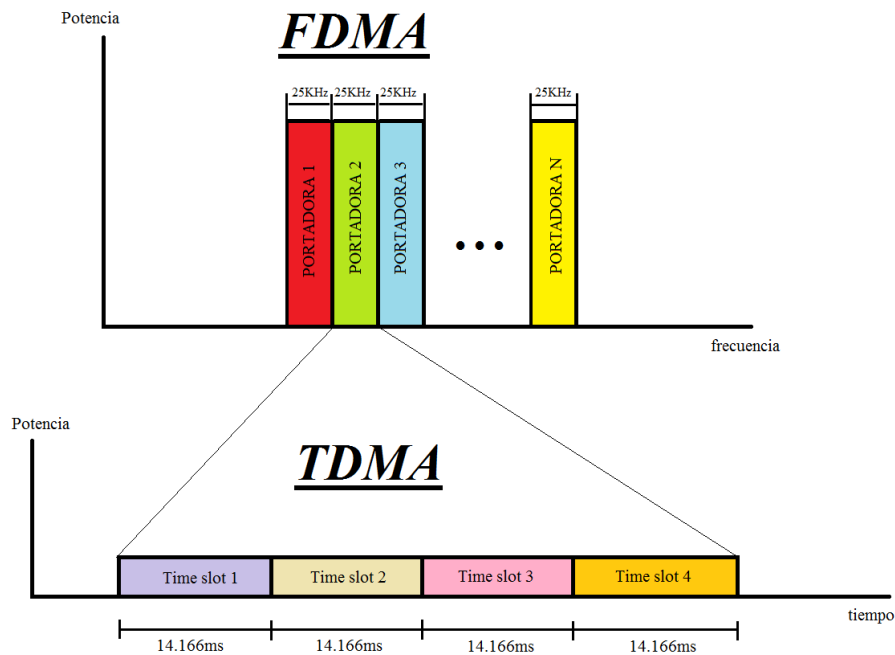 Potencia
FDMA
25KHz 25KHz 25KHz 25KHz
PORTADORA 1
PORTADORA 2
PORTADORA 3
PORTADORA N
frecuencia
Potencia
TDMA
Time slot 1 Time slot 2 Time slot 3 Time slot 4
tiempo
14.166ms 14.166ms 14.166ms 14.166ms